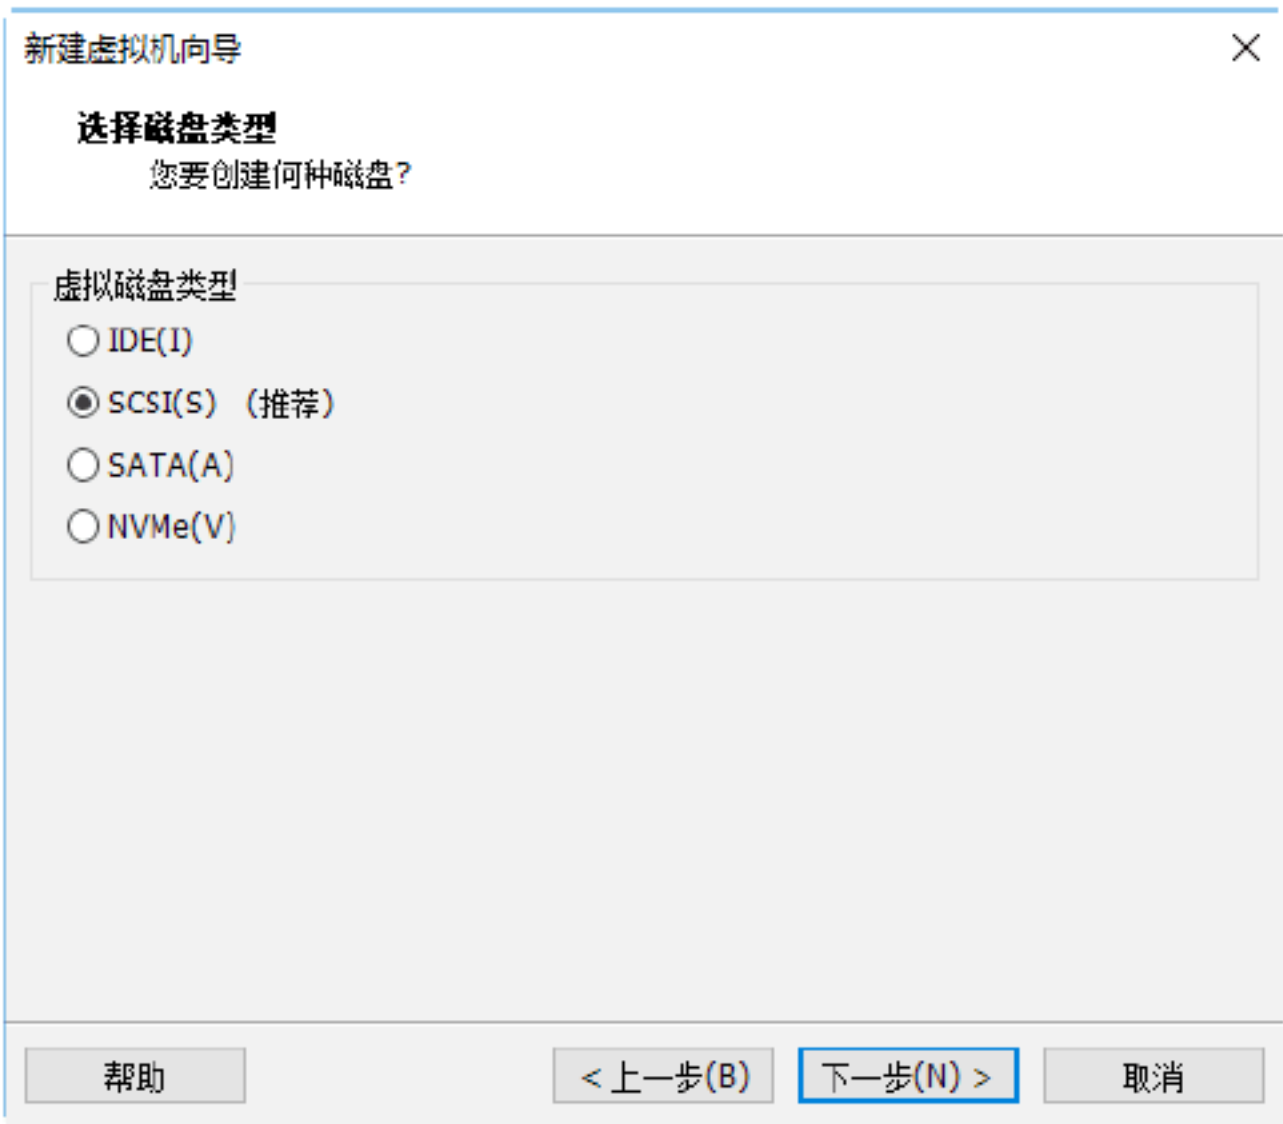 新建虚拟机向导
选择磁盘类型
您要创建何种磁盘?
虚拟磁盘类型
IDE(I)
SCSI(S) (推荐)
SATA(A)
NVMe(V)
帮助 < 上一步(B) 下一步(N) > 取消